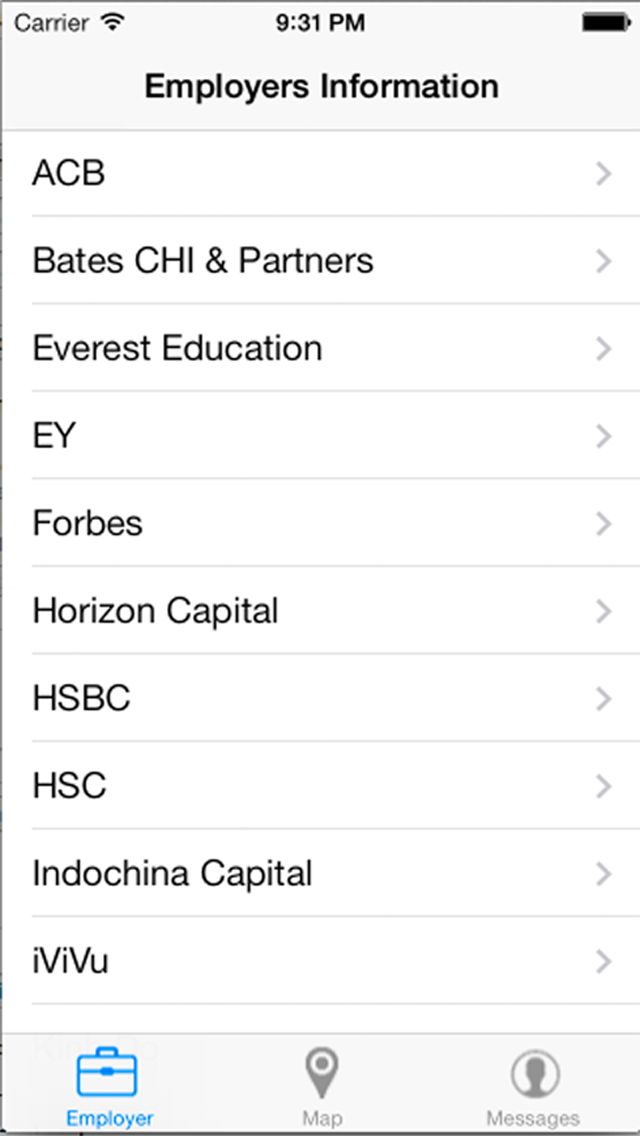 Carrier 9:31 PM
Employers Information
ACB
Bates CHI & Partners
Everest Education
EY
Forbes
Horizon Capital
HSBC
HSC
Indochina Capital
iViVu
Employer Map Messages